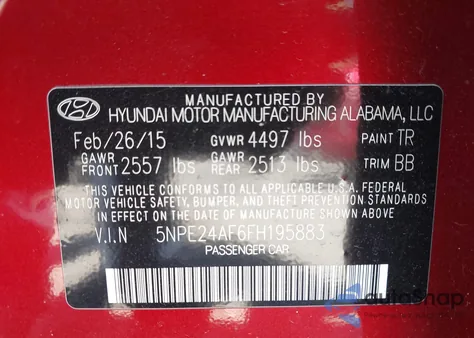 MANUFACTURED BY
HYUNDAI MOTOR MANUFACTURING ALABAMA, LLC
Feb/26/15 GVWR 4497 lbs PAINT TR
GAWR FRONT 2557 lbs GAWR REAR 2513 lbs TRIM BB
THIS VEHICLE CONFORMS TO ALL APPLICABLE U.S.A. FEDERAL
MOTOR VEHICLE SAFETY, BUMPER, AND THEFT PREVENTION STANDARDS
IN EFFECT ON THE DATE OF MANUFACTURE SHOWN ABOVE.
V.I.N 5NPE24AF6FH195883
PASSENGER CAR
autoShap